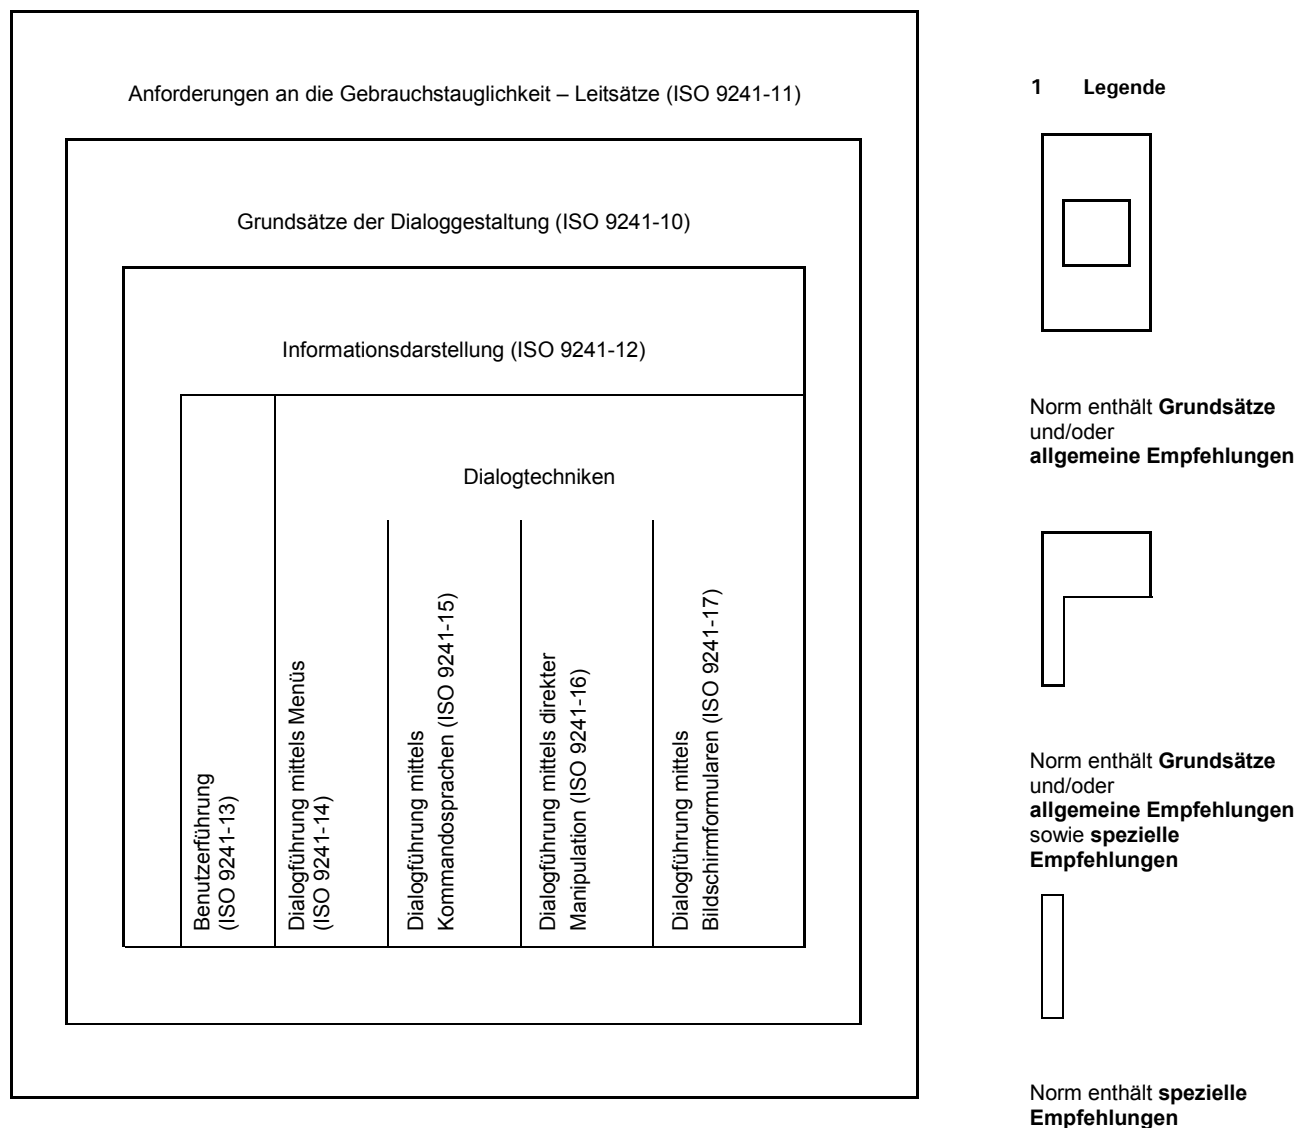 Anforderungen an die Gebrauchstauglichkeit – Leitsätze (ISO 9241-11)
Grundsätze der Dialoggestaltung (ISO 9241-10)
Informationsdarstellung (ISO 9241-12)
Dialogtechniken
Benutzerführung
(ISO 9241-13)
Dialogführung mittels Menüs
(ISO 9241-14)
Dialogführung mittels
Kommandosprachen (ISO 9241-15)
Dialogführung mittels direkter
Manipulation (ISO 9241-16)
Dialogführung mittels
Bildschirmformularen (ISO 9241-17)
1 Legende
Norm enthält Grundsätze
und/oder
allgemeine Empfehlungen
Norm enthält Grundsätze
und/oder
allgemeine Empfehlungen
sowie spezielle
Empfehlungen
Norm enthält spezielle
Empfehlungen